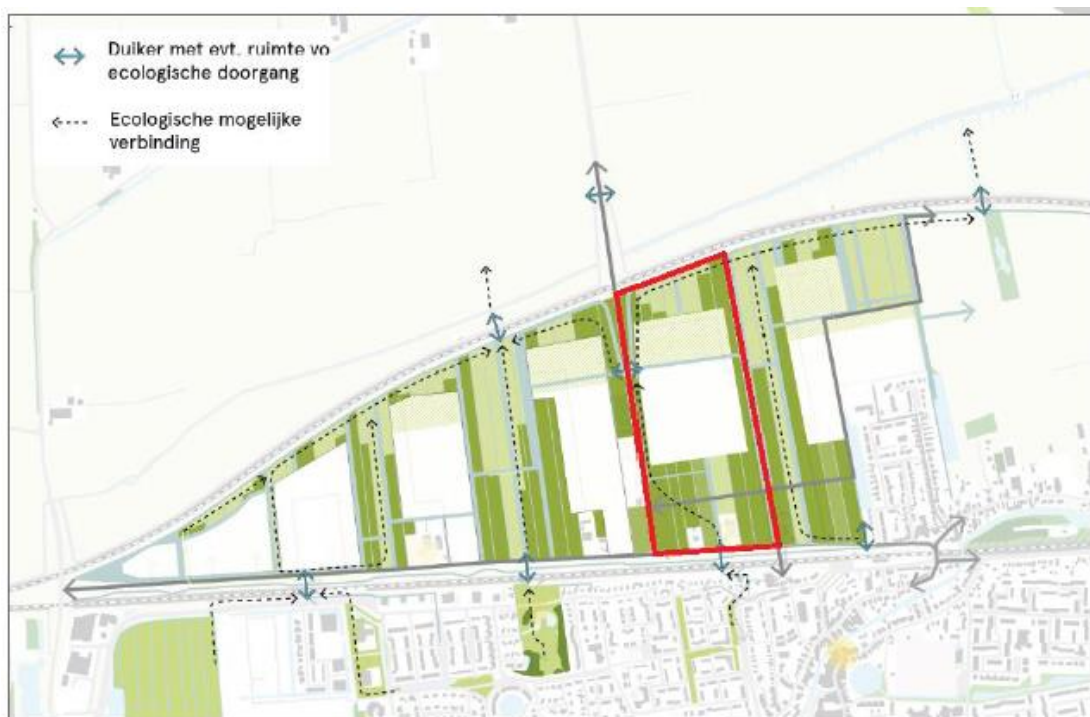 Duiker met evt. ruimte vo
ecologische doorgang
Ecologische mogelijke
verbinding